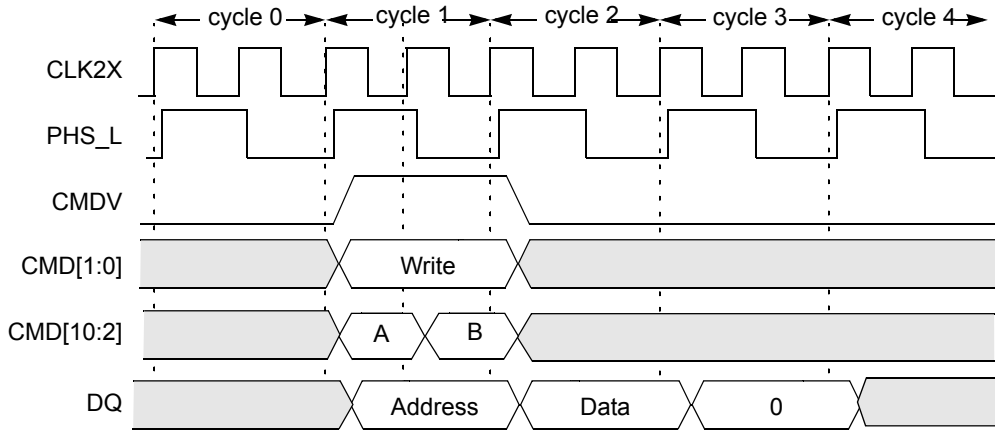 cycle 0 cycle 1 cycle 2 cycle 3 cycle 4
CLK2X
PHS_L
CMDV
CMD[1:0] Write
CMD[10:2] A B
DQ Address Data 0